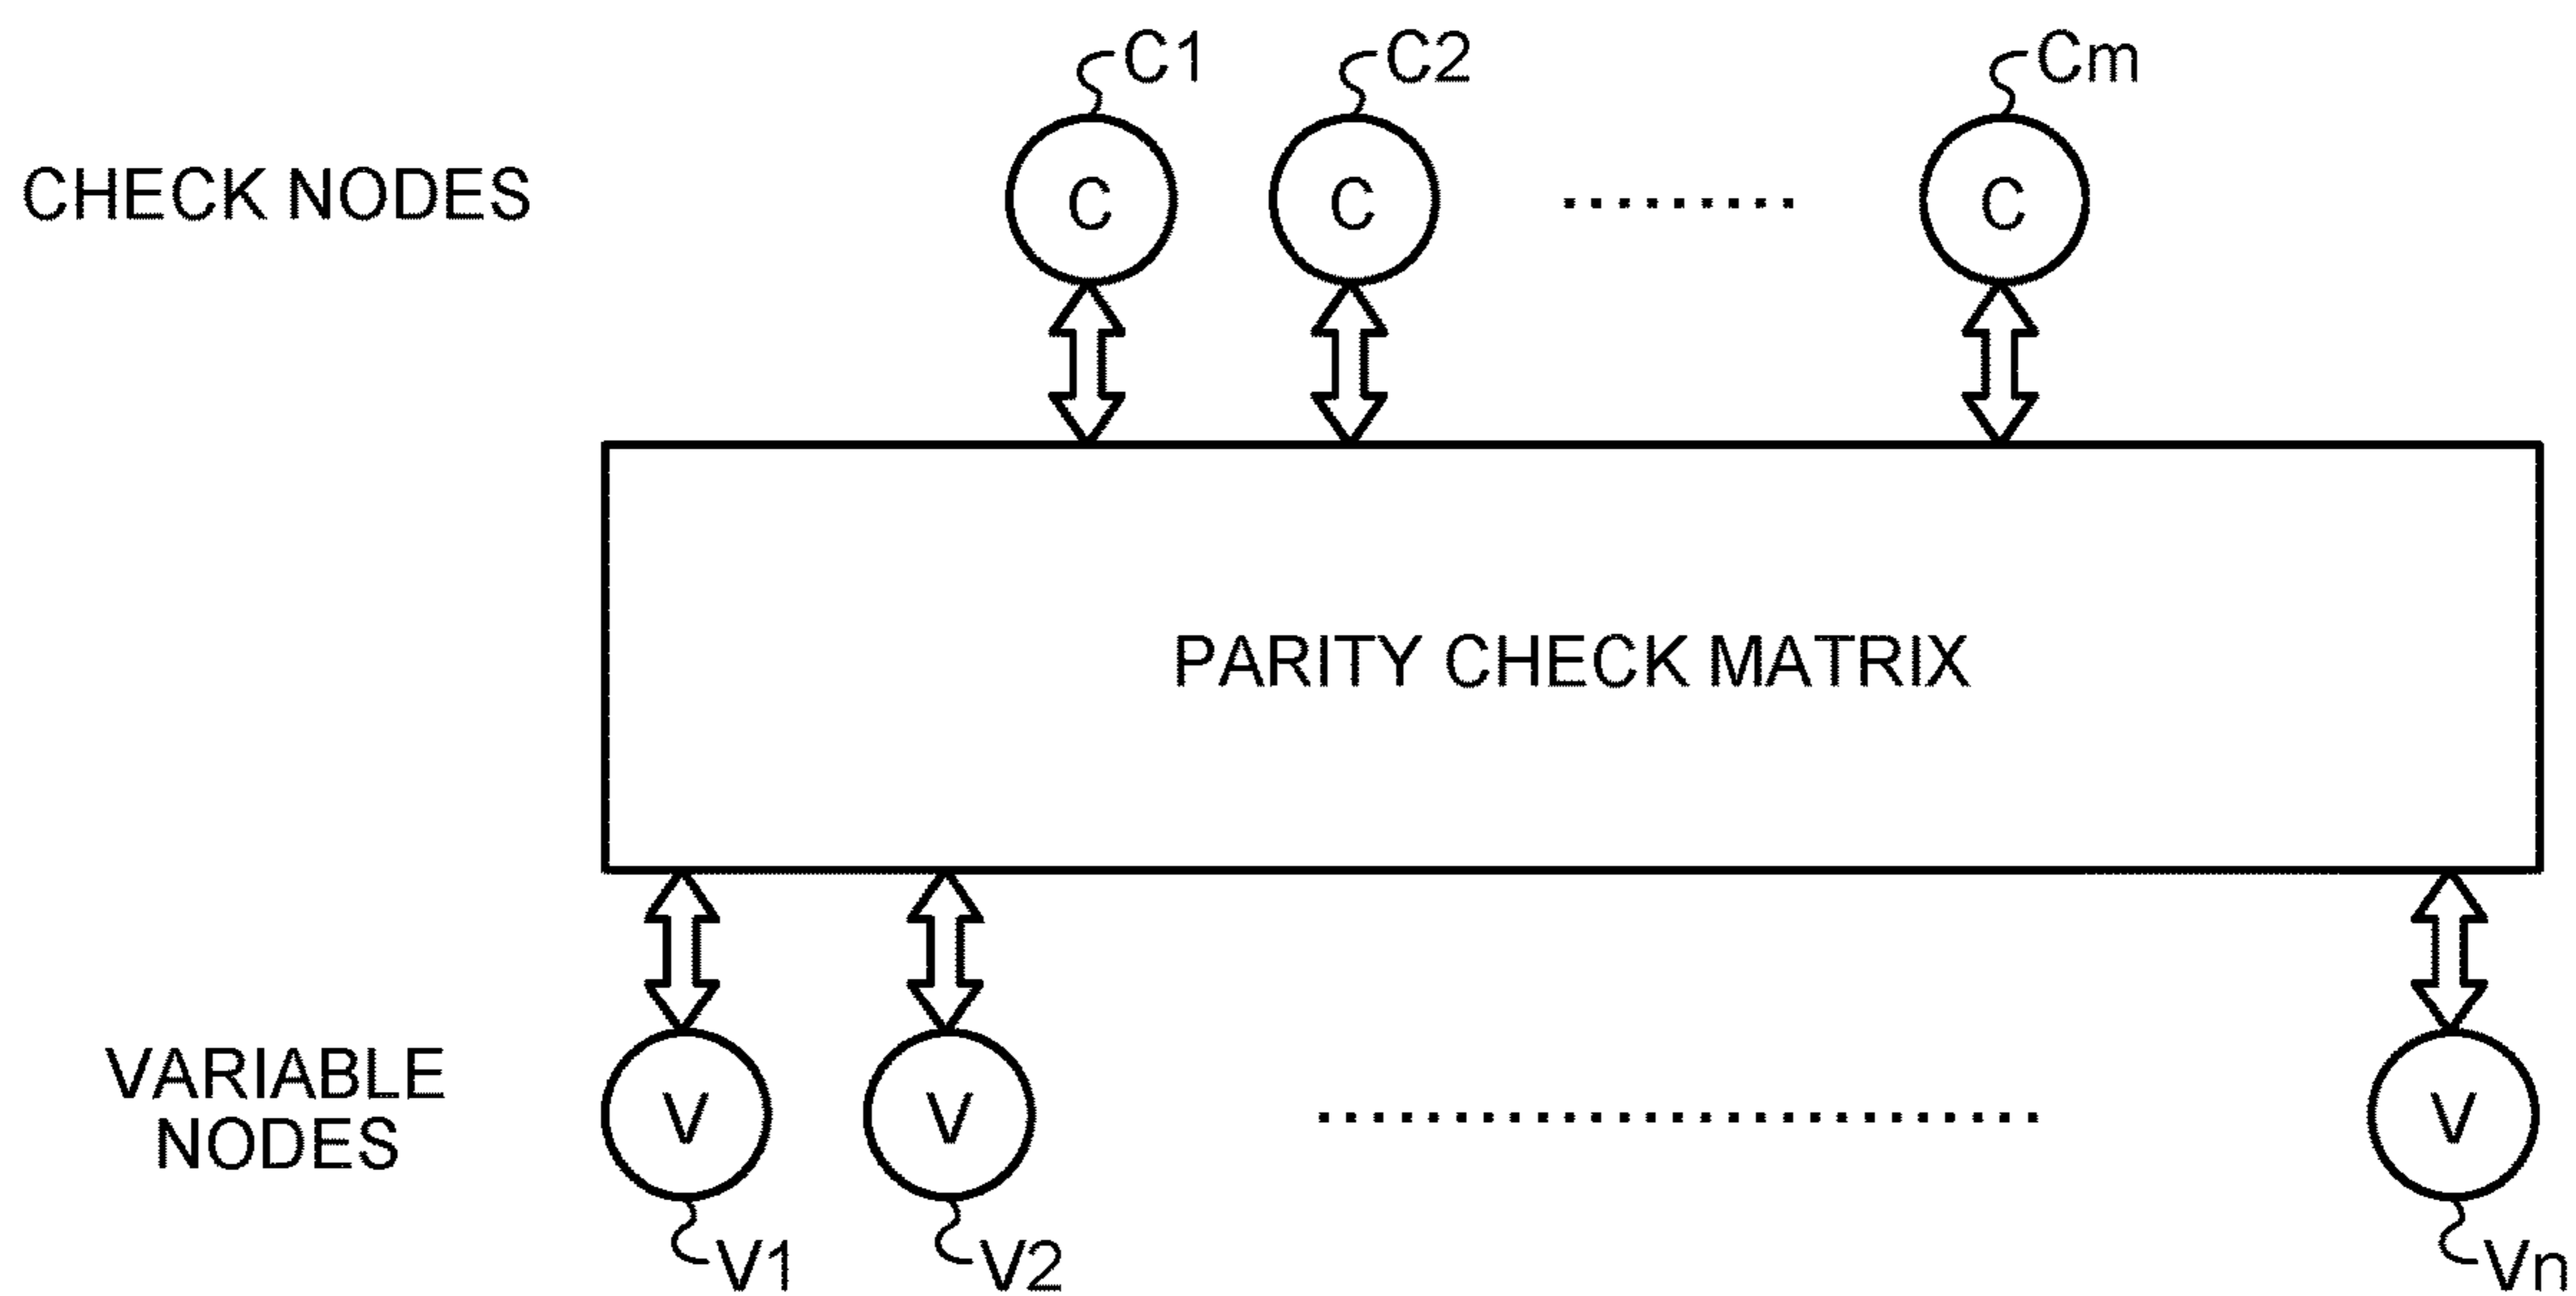 C1
C2
Cm
CHECK NODES
C
C
C
PARITY CHECK MATRIX
VARIABLE
NODES
V
V
V
V1
V2
Vn